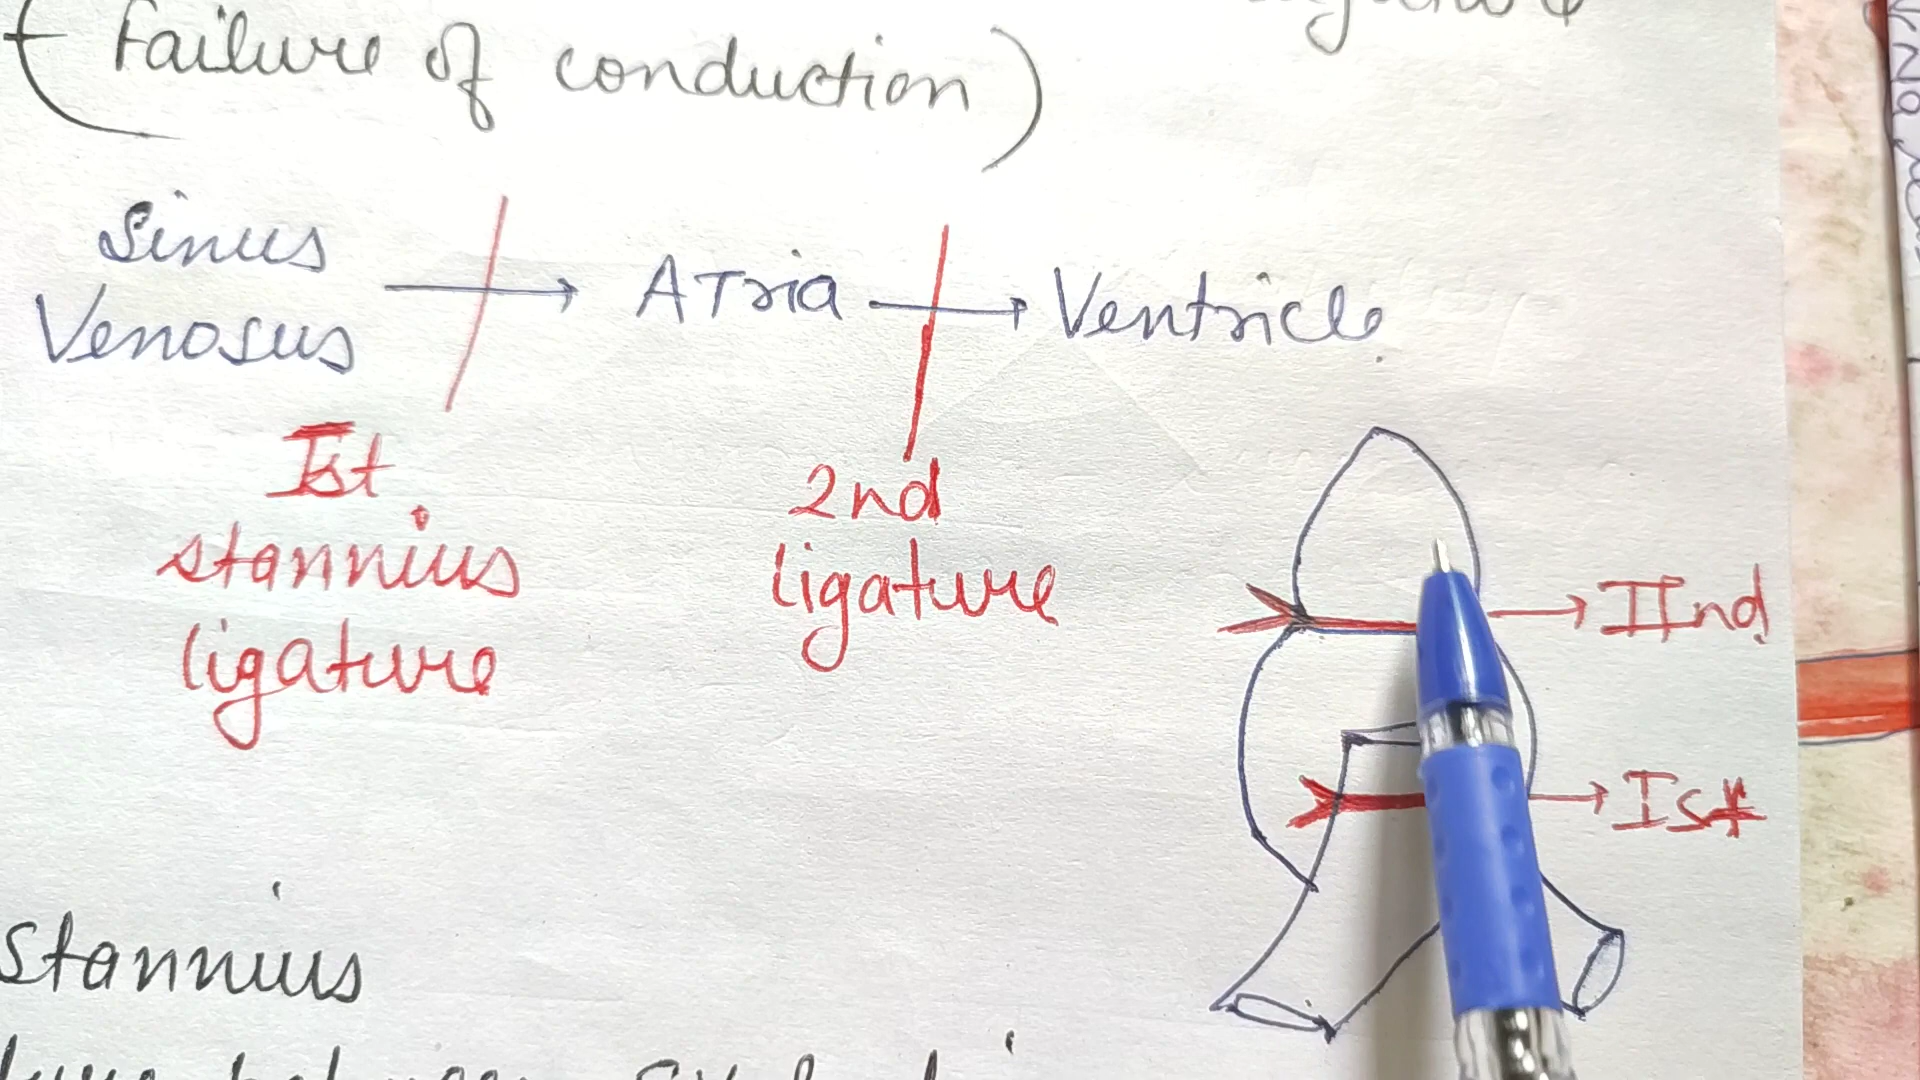 (Failure of conduction)
Sinus
Venosus → Atria → Ventricle
Ist
stannius
ligature
2nd
ligature
IInd
Ist
stannius